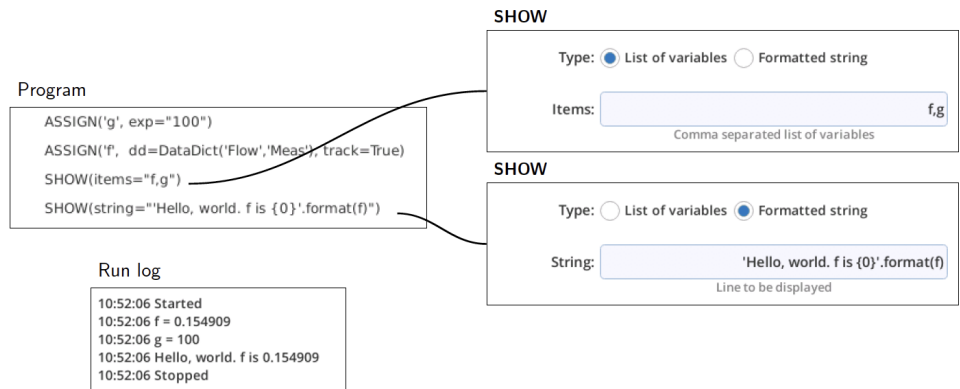 Program
ASSIGN('g', exp="100")
ASSIGN('f', dd=DataDict('Flow','Meas'), track=True)
SHOW(items="f,g")
SHOW(string="'Hello, world. f is {0}'.format(f)")
Run log
10:52:06 Started
10:52:06 f = 0.154909
10:52:06 g = 100
10:52:06 Hello, world. f is 0.154909
10:52:06 Stopped
SHOW
Type: List of variables Formatted string
Items: f,g
Comma separated list of variables
SHOW
Type: List of variables Formatted string
String: 'Hello, world. f is {0}'.format(f)
Line to be displayed